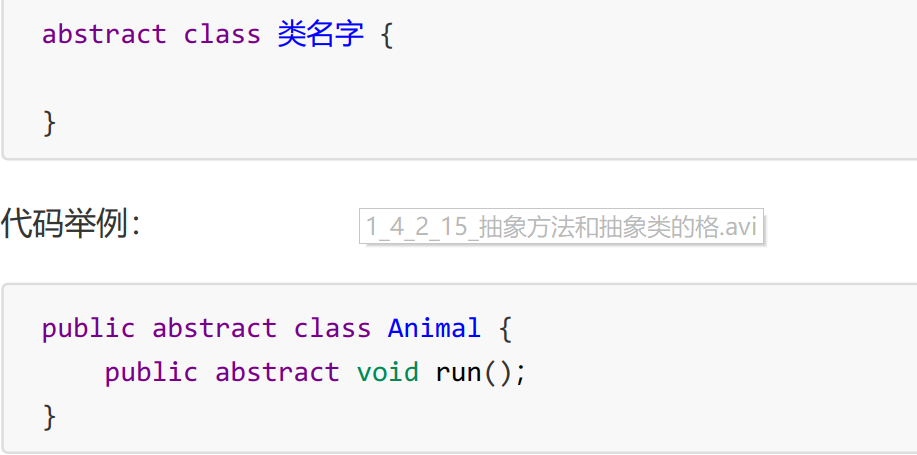 abstract class 类名字 {
}
代码举例：
1_4_2_15_抽象方法和抽象类的格.avi
public abstract class Animal {
public abstract void run();
}